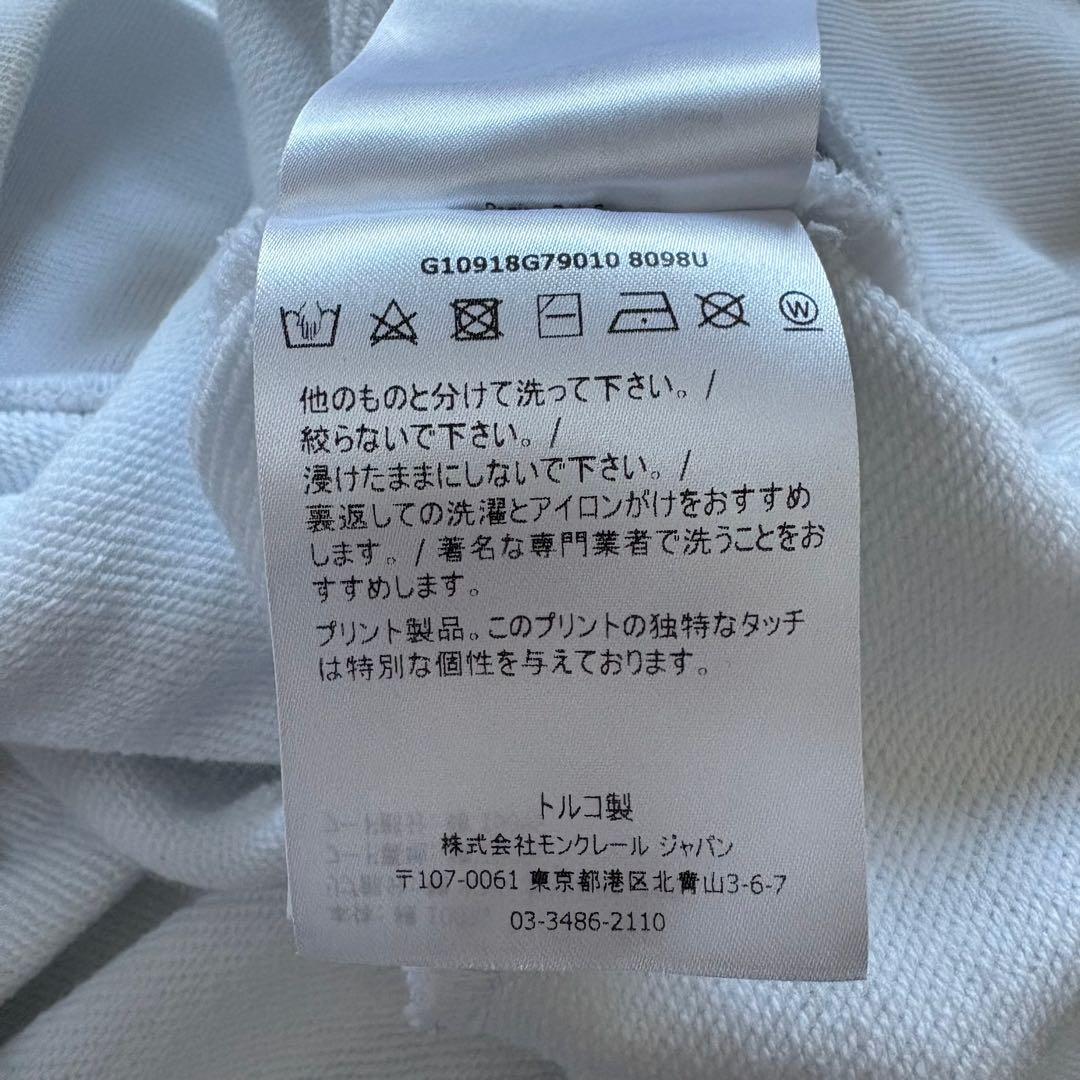 G10918G79010 8098U
W
他のものと分けて洗って下さい。/
絞らないで下さい。/
浸けたままにしないで下さい。/
裏返しての洗濯とアイロンがけをおすすめ
します。/ 著名な専門業者で洗うことをお
すすめします。
プリント製品。このプリントの独特なタッチ
は特別な個性を与えております。
トルコ製
株式会社モンクレール ジャパン
〒107-0061 東京都港区北青山3-6-7
03-3486-2110